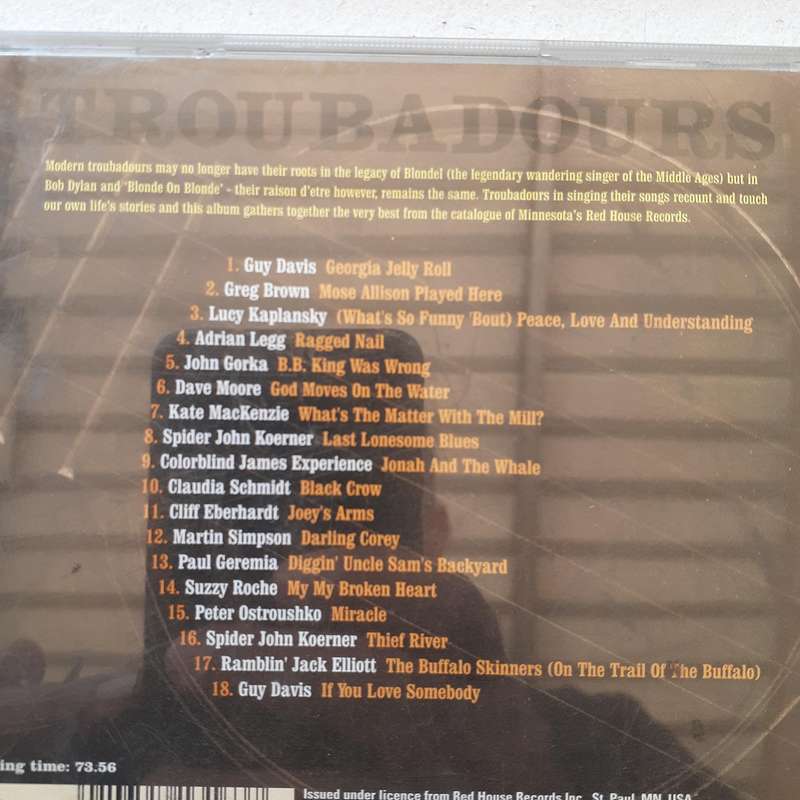 TROUBADOURS
Modern troubadours may no longer have their roots in the legacy of Blondel (the legendary wandering singer of the Middle Ages) but in
Bob Dylan and 'Blonde On Blonde' - their raison d'etre however, remains the same. Troubadours in singing their songs recount and touch
our own life's stories and this album gathers together the very best from the catalogue of Minnesota's Red House Records.
1. Guy Davis Georgia Jelly Roll
2. Greg Brown Mose Allison Played Here
3. Lucy Kaplansky (What's So Funny 'Bout) Peace, Love And Understanding
4. Adrian Legg Ragged Nail
5. John Gorka B.B. King Was Wrong
6. Dave Moore God Moves On The Water
7. Kate MacKenzie What's The Matter With The Mill?
8. Spider John Koerner Last Lonesome Blues
9. Colorblind James Experience Jonah And The Whale
10. Claudia Schmidt Black Crow
11. Cliff Eberhardt Joey's Arms
12. Martin Simpson Darling Corey
13. Paul Geremia Diggin' Uncle Sam's Backyard
14. Suzzy Roche My My Broken Heart
15. Peter Ostroushko Miracle
16. Spider John Koerner Thief River
17. Ramblin' Jack Elliott The Buffalo Skinners (On The Trail Of The Buffalo)
18. Guy Davis If You Love Somebody
ing time: 73.56
Issued under licence from Red House Records Inc., St. Paul, MN, USA